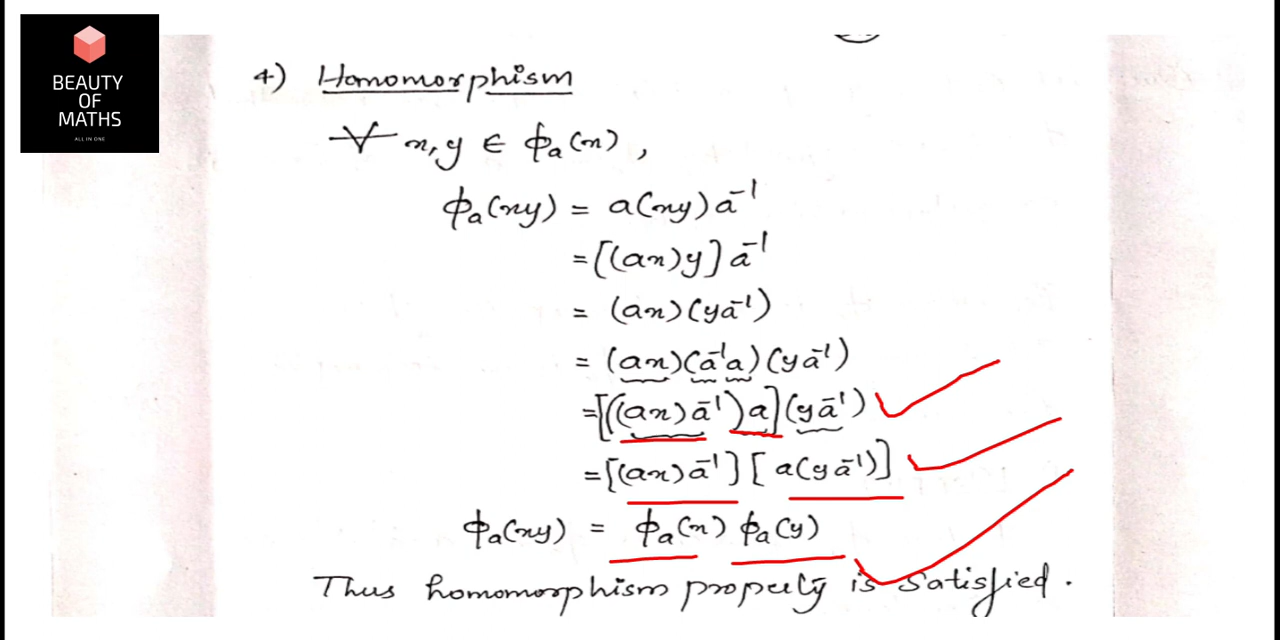 BEAUTY
OF
MATHS
ALL IN ONE
4) Homomorphism
∀ x, y ∈ ϕₐ(x),
ϕₐ(xy) = a(xy)a⁻¹
= [(ax)y]a⁻¹
= (ax)(ya⁻¹)
= (ax)(a⁻¹a)(ya⁻¹)
= [((ax)a⁻¹)a](ya⁻¹)
= [(ax)a⁻¹][a(ya⁻¹)]
ϕₐ(xy) = ϕₐ(x) ϕₐ(y)
Thus homomorphism property is satisfied.